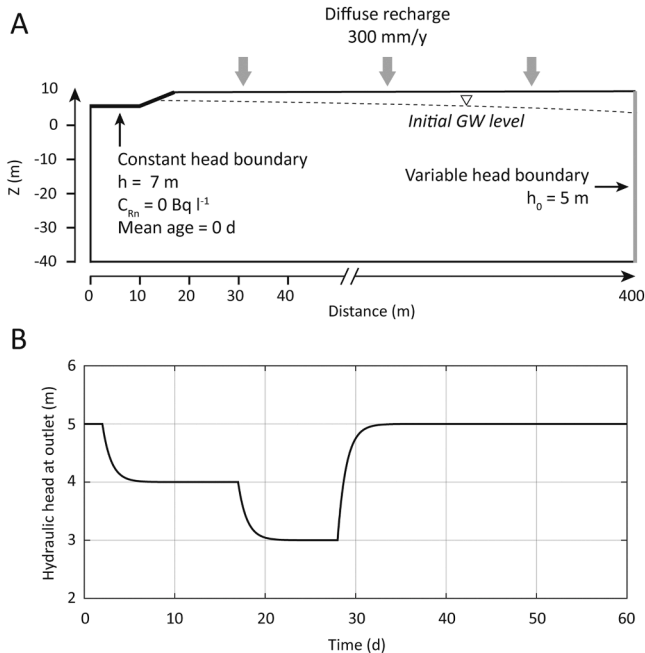 A
Diffuse recharge
300 mm/y
10
0
-10
-20
-30
-40
Z (m)
Initial GW level
Constant head boundary
h = 7 m
C_Rn = 0 Bq l⁻¹
Mean age = 0 d
Variable head boundary
h₀ = 5 m
0 10 20 30 40 400
Distance (m)
B
6
5
4
3
2
Hydraulic head at outlet (m)
0 10 20 30 40 50 60
Time (d)